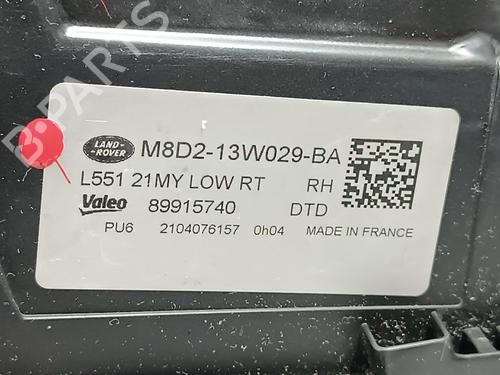 LAND-
ROVER
M8D2-13W029-BA
L551 21MY LOW RT RH
Valeo 89915740 DTD
PU6 2104076157 0h04 MADE IN FRANCE
B-PARTS